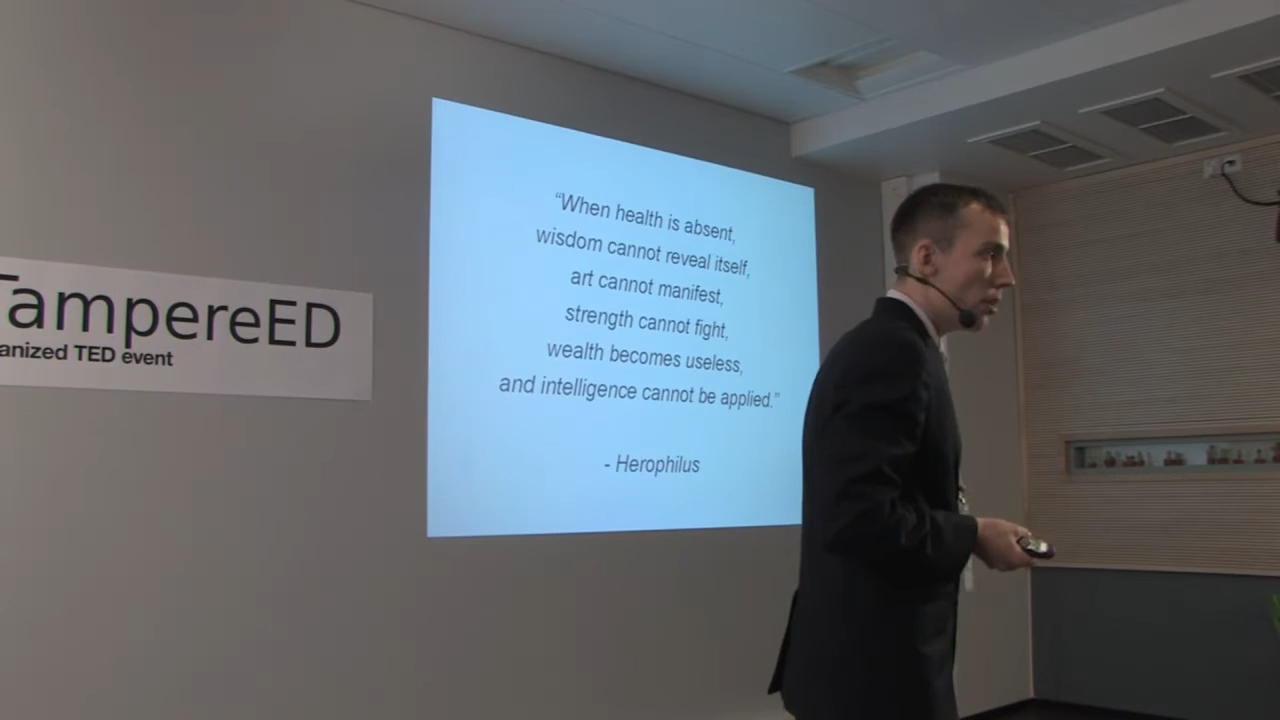 TampereED
anized TED event
“When health is absent,
wisdom cannot reveal itself,
art cannot manifest,
strength cannot fight,
wealth becomes useless,
and intelligence cannot be applied.”
- Herophilus